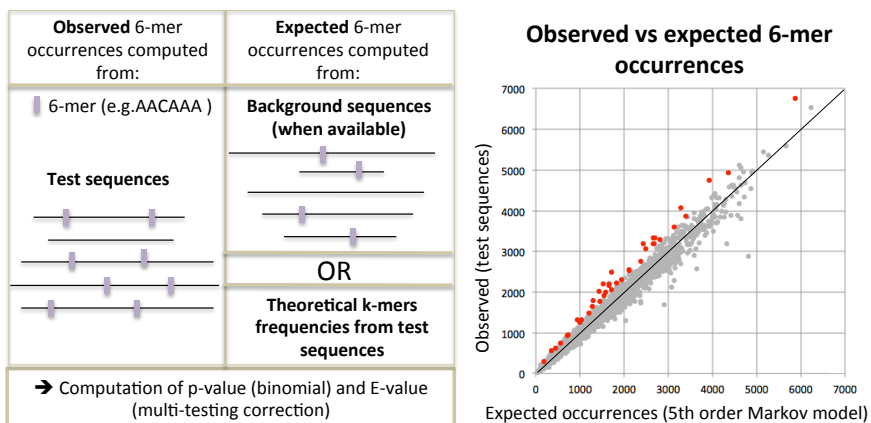 Observed 6-mer
occurrences computed
from:
Expected 6-mer
occurrences computed
from:
6-mer (e.g.AACAAA )
Test sequences
Background sequences
(when available)
OR
Theoretical k-mers
frequencies from test
sequences
➔ Computation of p-value (binomial) and E-value
(multi-testing correction)
Observed vs expected 6-mer
occurrences
Observed (test sequences)
7000
6000
5000
4000
3000
2000
1000
0
0 1000 2000 3000 4000 5000 6000 7000
Expected occurrences (5th order Markov model)